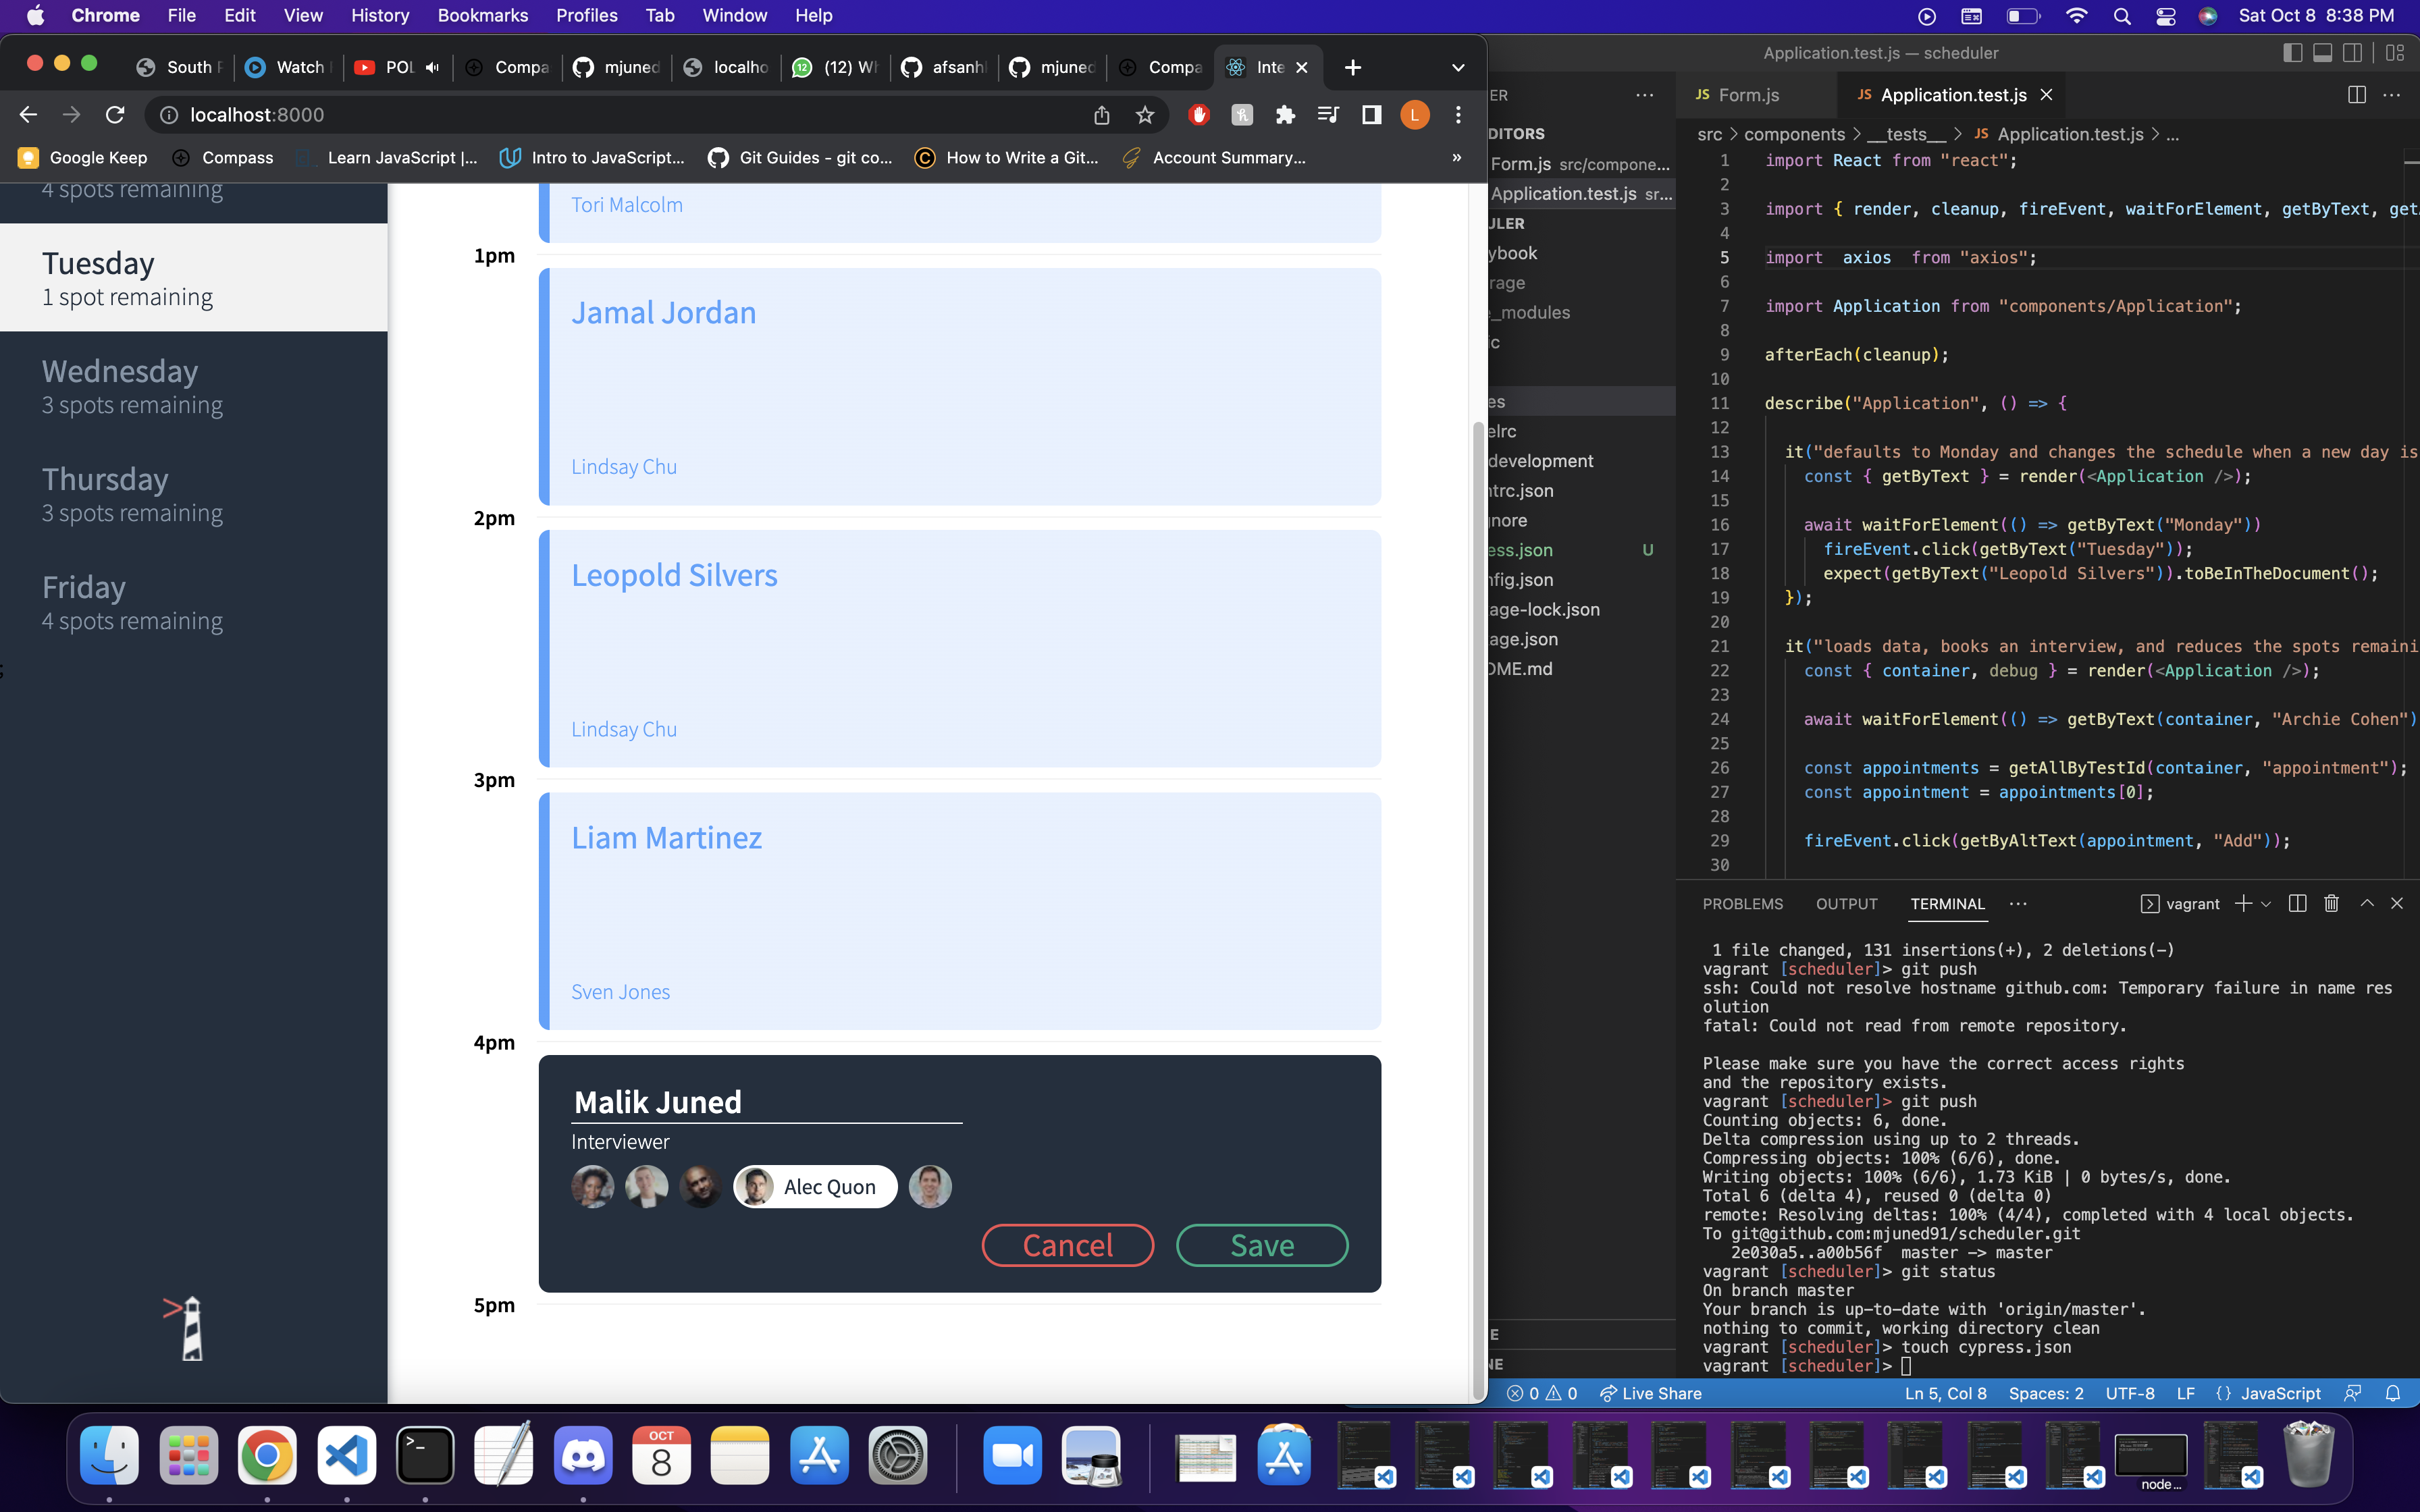 Chrome File Edit View History Bookmarks Profiles Tab Window Help Sat Oct 8 8:38 PM
South Watch POL Compa mjuned localho (12) Wh afsanh mjuned Compa Inte
localhost:8000
Google Keep Compass Learn JavaScript |... Intro to JavaScript... Git Guides - git co... How to Write a Git... Account Summary... »
4 spots remaining
Tuesday
1 spot remaining
Wednesday
3 spots remaining
Thursday
3 spots remaining
Friday
4 spots remaining
;
Tori Malcolm
1pm
Jamal Jordan
Lindsay Chu
2pm
Leopold Silvers
Lindsay Chu
3pm
Liam Martinez
Sven Jones
4pm
Malik Juned
Interviewer
Alec Quon
Cancel Save
5pm
Application.test.js — scheduler
ER ...
DITORS
Form.js src/compone...
Application.test.js sr...
ULER
ybook
rage
e_modules
ic
es
elrc
development
ntrc.json
nore
ess.json U
nfig.json
age-lock.json
age.json
OME.md
E
NE
JS Form.js JS Application.test.js
src > components > __tests__ > JS Application.test.js > ...
1 import React from "react";
2
3 import { render, cleanup, fireEvent, waitForElement, getByText, get
4
5 import axios from "axios";
6
7 import Application from "components/Application";
8
9 afterEach(cleanup);
10
11 describe("Application", () => {
12
13 it("defaults to Monday and changes the schedule when a new day is
14 const { getByText } = render(<Application />);
15
16 await waitForElement(() => getByText("Monday"))
17 fireEvent.click(getByText("Tuesday"));
18 expect(getByText("Leopold Silvers")).toBeInTheDocument();
19 });
20
21 it("loads data, books an interview, and reduces the spots remaini
22 const { container, debug } = render(<Application />);
23
24 await waitForElement(() => getByText(container, "Archie Cohen")
25
26 const appointments = getAllByTestId(container, "appointment");
27 const appointment = appointments[0];
28
29 fireEvent.click(getByAltText(appointment, "Add"));
30
PROBLEMS OUTPUT TERMINAL ... vagrant
1 file changed, 131 insertions(+), 2 deletions(-)
vagrant [scheduler]> git push
ssh: Could not resolve hostname github.com: Temporary failure in name res
olution
fatal: Could not read from remote repository.
Please make sure you have the correct access rights
and the repository exists.
vagrant [scheduler]> git push
Counting objects: 6, done.
Delta compression using up to 2 threads.
Compressing objects: 100% (6/6), done.
Writing objects: 100% (6/6), 1.73 KiB | 0 bytes/s, done.
Total 6 (delta 4), reused 0 (delta 0)
remote: Resolving deltas: 100% (4/4), completed with 4 local objects.
To git@github.com:mjuned91/scheduler.git
2e030a5..a00b56f master -> master
vagrant [scheduler]> git status
On branch master
Your branch is up-to-date with 'origin/master'.
nothing to commit, working directory clean
vagrant [scheduler]> touch cypress.json
vagrant [scheduler]>
0 0 Live Share Ln 5, Col 8 Spaces: 2 UTF-8 LF {} JavaScript
OCT
8
node...